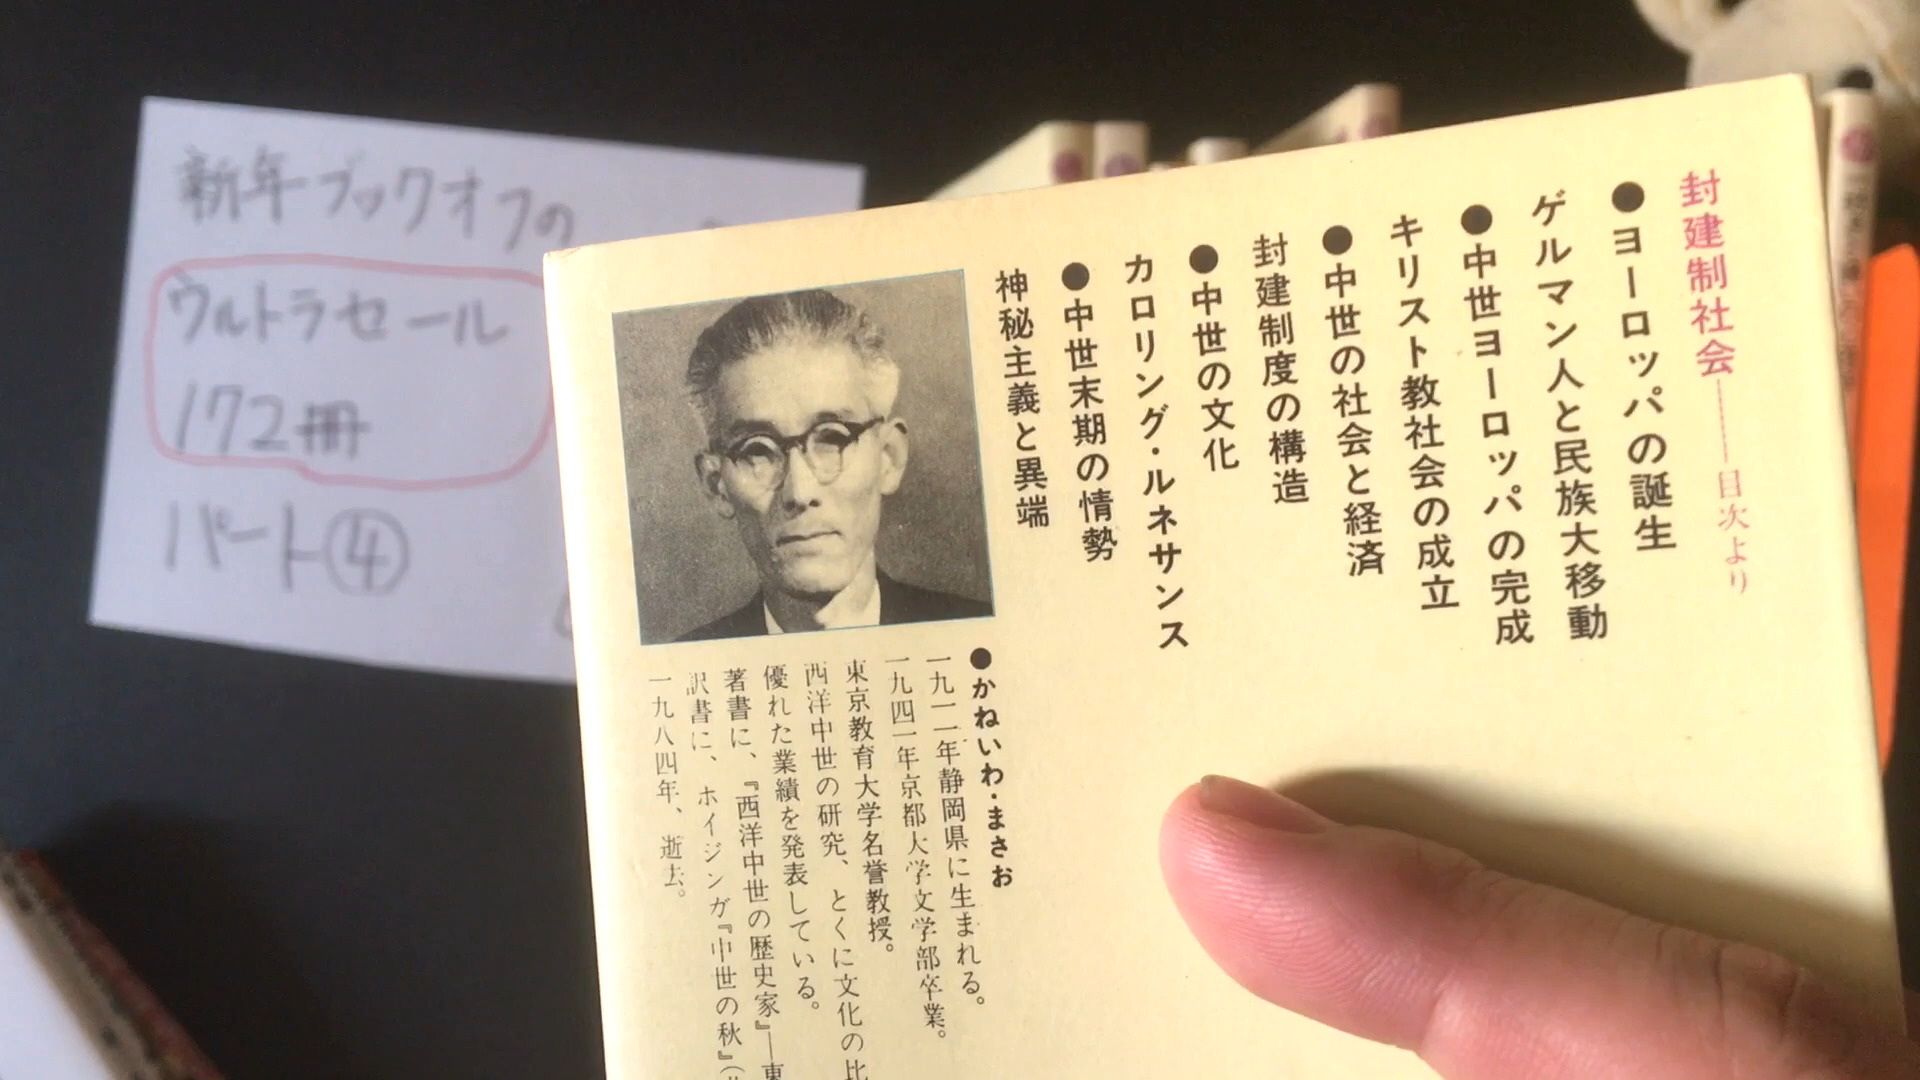 新年ブックオフの
ウルトラセール
172冊
パート④
封建制社会——目次より
●ヨーロッパの誕生
ゲルマン人と民族大移動
●中世ヨーロッパの完成
キリスト教社会の成立
●中世の社会と経済
封建制度の構造
●中世の文化
カロリング・ルネサンス
●中世末期の情勢
神秘主義と異端
●かねいわ・まさお
一九一一年静岡県に生まれる。
一九四一年京都大学文学部卒業。
東京教育大学名誉教授。
西洋中世の研究、とくに文化の比
優れた業績を発表している。
著書に、『西洋中世の歴史家』—東
訳書に、ホイジンガ『中世の秋』(
一九八四年、逝去。